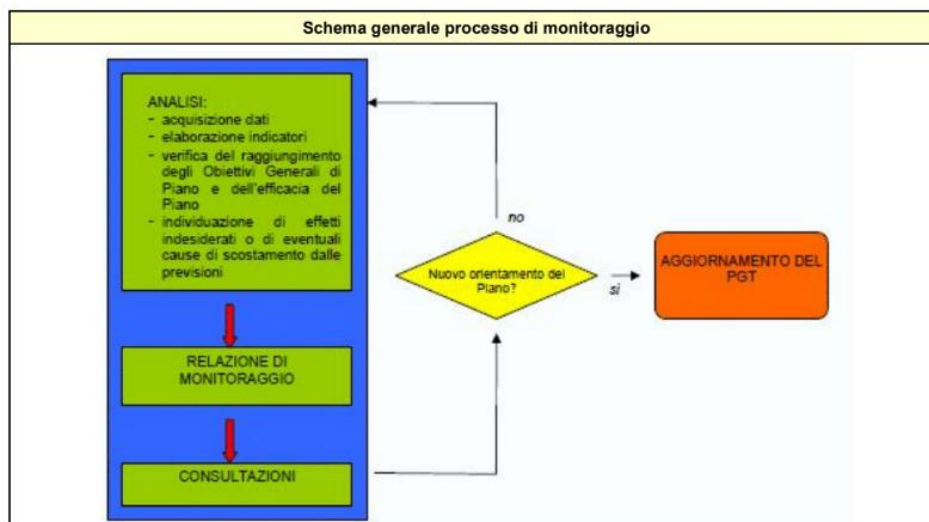 Schema generale processo di monitoraggio
ANALISI:
- acquisizione dati
- elaborazione indicatori
- verifica del raggiungimento
degli Obiettivi Generali di
Piano e dell'efficacia del
Piano
- individuazione di effetti
indesiderati o di eventuali
cause di scostamento dalle
previsioni
RELAZIONE DI
MONITORAGGIO
CONSULTAZIONI
no
Nuovo orientamento del
Piano?
si
AGGIORNAMENTO DEL
PGT